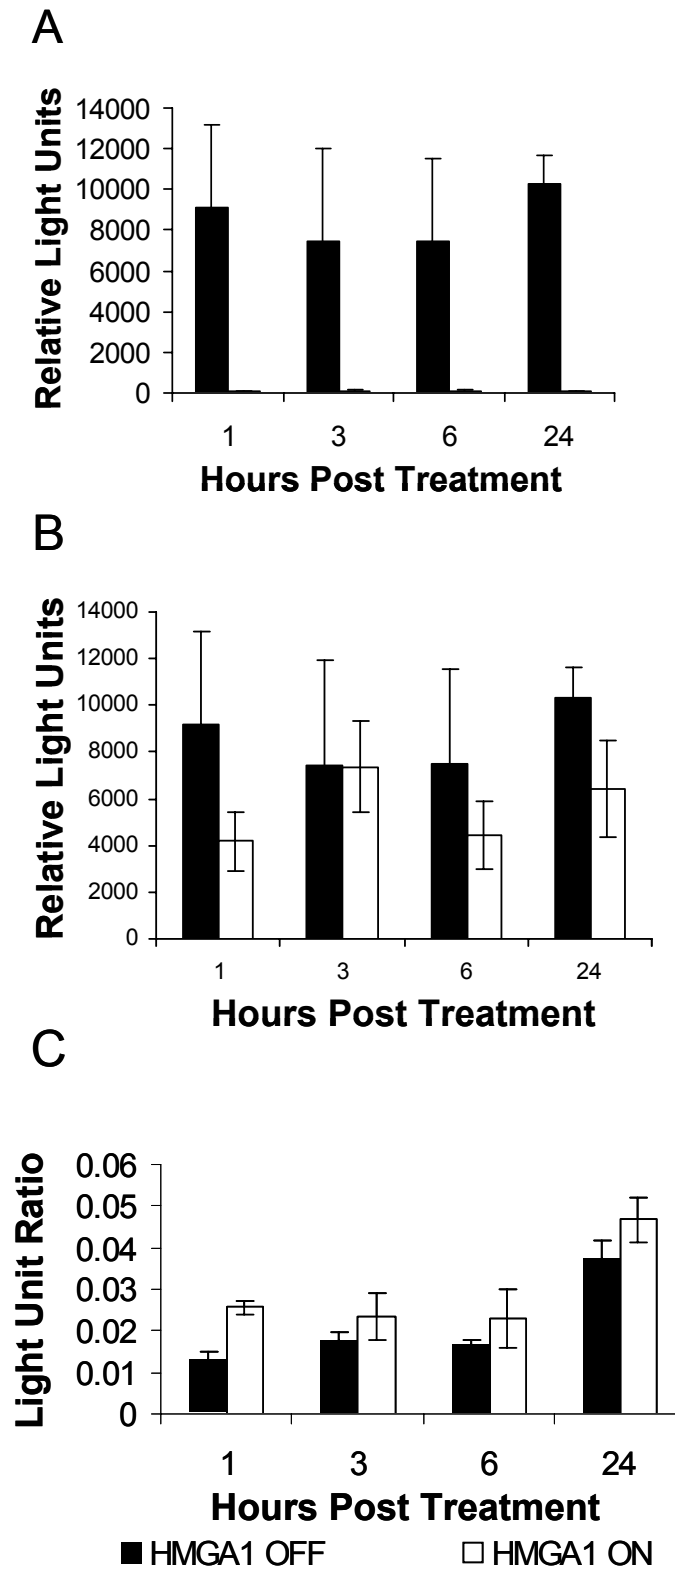 A
Relative Light Units
14000
12000
10000
8000
6000
4000
2000
0
1 3 6 24
Hours Post Treatment
B
Relative Light Units
14000
12000
10000
8000
6000
4000
2000
0
1 3 6 24
Hours Post Treatment
C
Light Unit Ratio
0.06
0.05
0.04
0.03
0.02
0.01
0
1 3 6 24
Hours Post Treatment
HMGA1 OFF HMGA1 ON